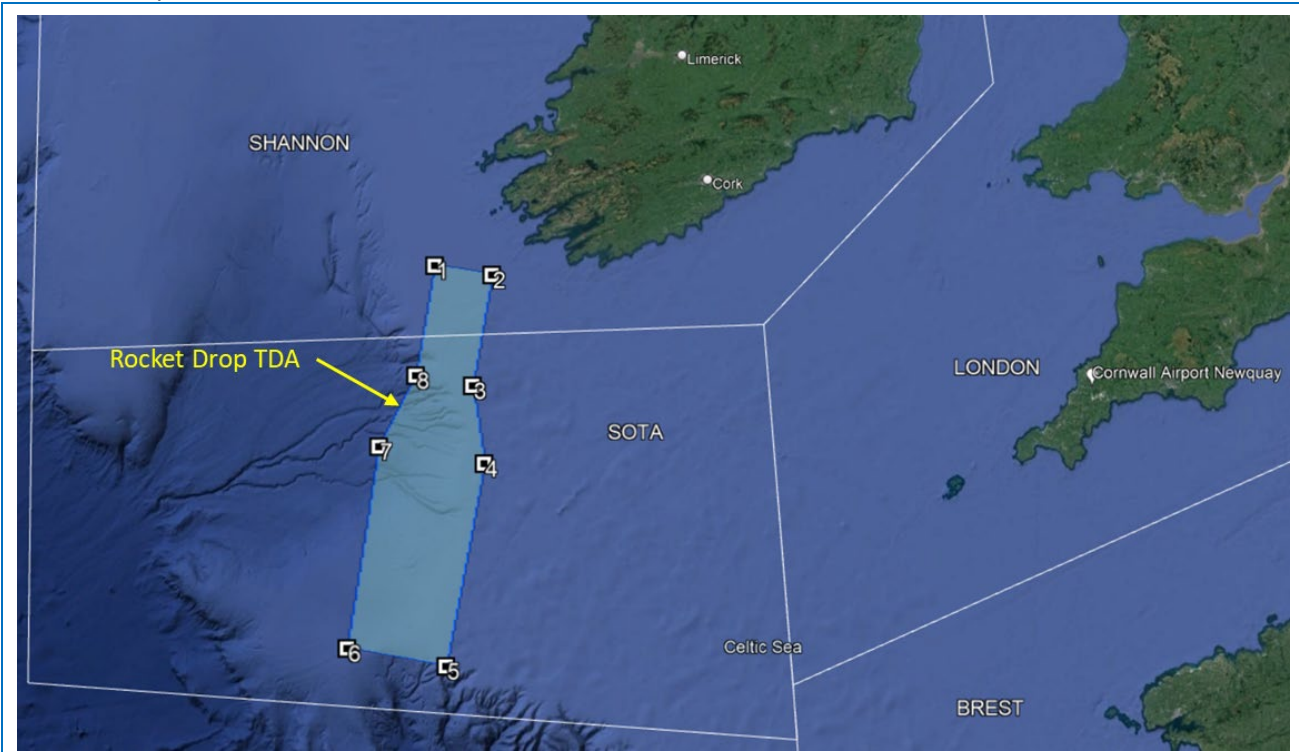 Limerick
SHANNON
Cork
1
2
Rocket Drop TDA
8
3
LONDON
Cornwall Airport Newquay
SOTA
7
4
6
5
Celtic Sea
BREST